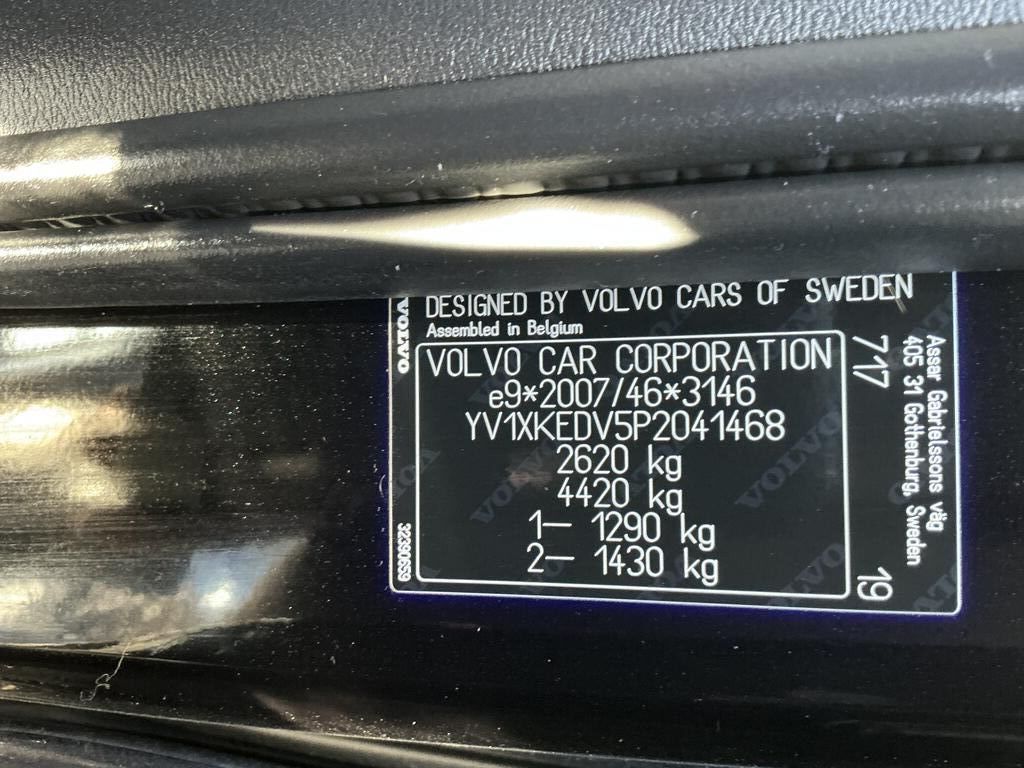 DESIGNED BY VOLVO CARS OF SWEDEN
Assembled in Belgium
VOLVO
VOLVO CAR CORPORATION
e9*2007/46*3146
YV1XKEDV5P2041468
2620 kg
4420 kg
1– 1290 kg
2– 1430 kg
32390659
717
19
Assar Gabrielssons väg
405 31 Gothenburg, Sweden